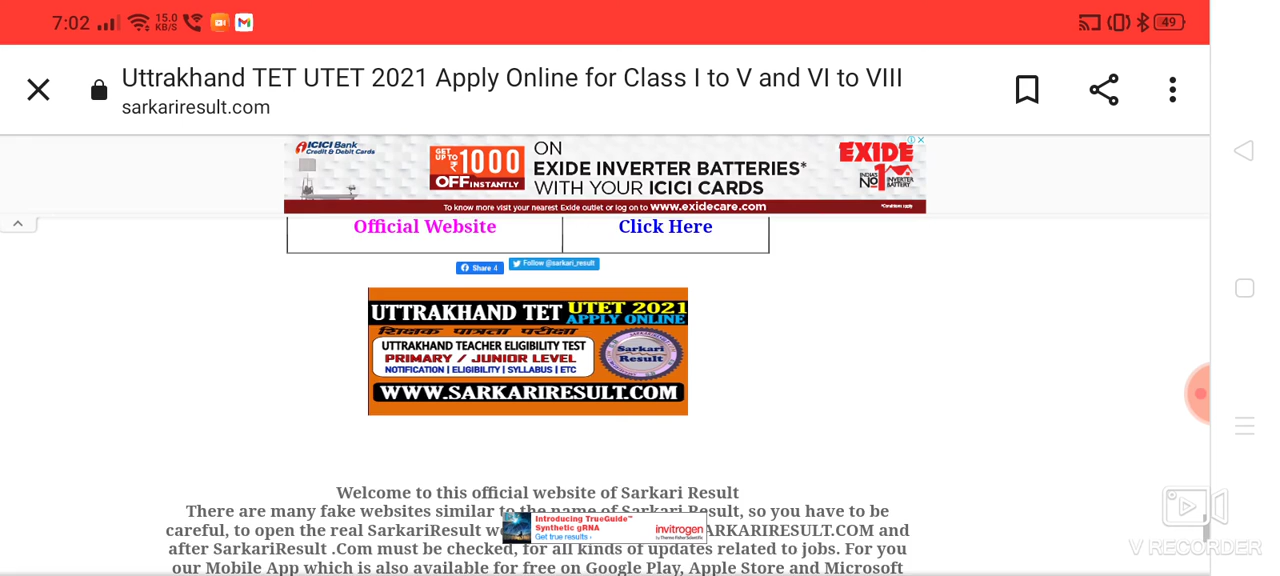 7:02
15.0
KB/S
49
Uttrakhand TET UTET 2021 Apply Online for Class I to V and VI to VIII
sarkariresult.com
ICICI Bank
Credit & Debit Cards
GET UP TO ₹1000 OFF INSTANTLY
ON
EXIDE INVERTER BATTERIES*
WITH YOUR ICICI CARDS
EXIDE
INDIA'S No1 INVERTER BATTERY
To know more visit your nearest Exide outlet or log on to www.exidecare.com
*Conditions apply
Official Website Click Here
Share 4 Follow @sarkari_result
UTTRAKHAND TET UTET 2021
APPLY ONLINE
शिक्षक पात्रता परीक्षा
UTTRAKHAND TEACHER ELIGIBILITY TEST
PRIMARY / JUNIOR LEVEL
NOTIFICATION | ELIGIBILITY | SYLLABUS | ETC
Sarkari
Result
WWW.SARKARIRESULT.COM
Welcome to this official website of Sarkari Result
There are many fake websites similar to the name of Sarkari Result, so you have to be
careful, to open the real SarkariResult ARKARIRESULT.COM and
after SarkariResult .Com must be checked, for all kinds of updates related to jobs. For you
our Mobile App which is also available for free on Google Play, Apple Store and Microsoft
Introducing TrueGuide™
Synthetic gRNA
Get true results ›
invitrogen
by Thermo Fisher Scientific
V RECORDER